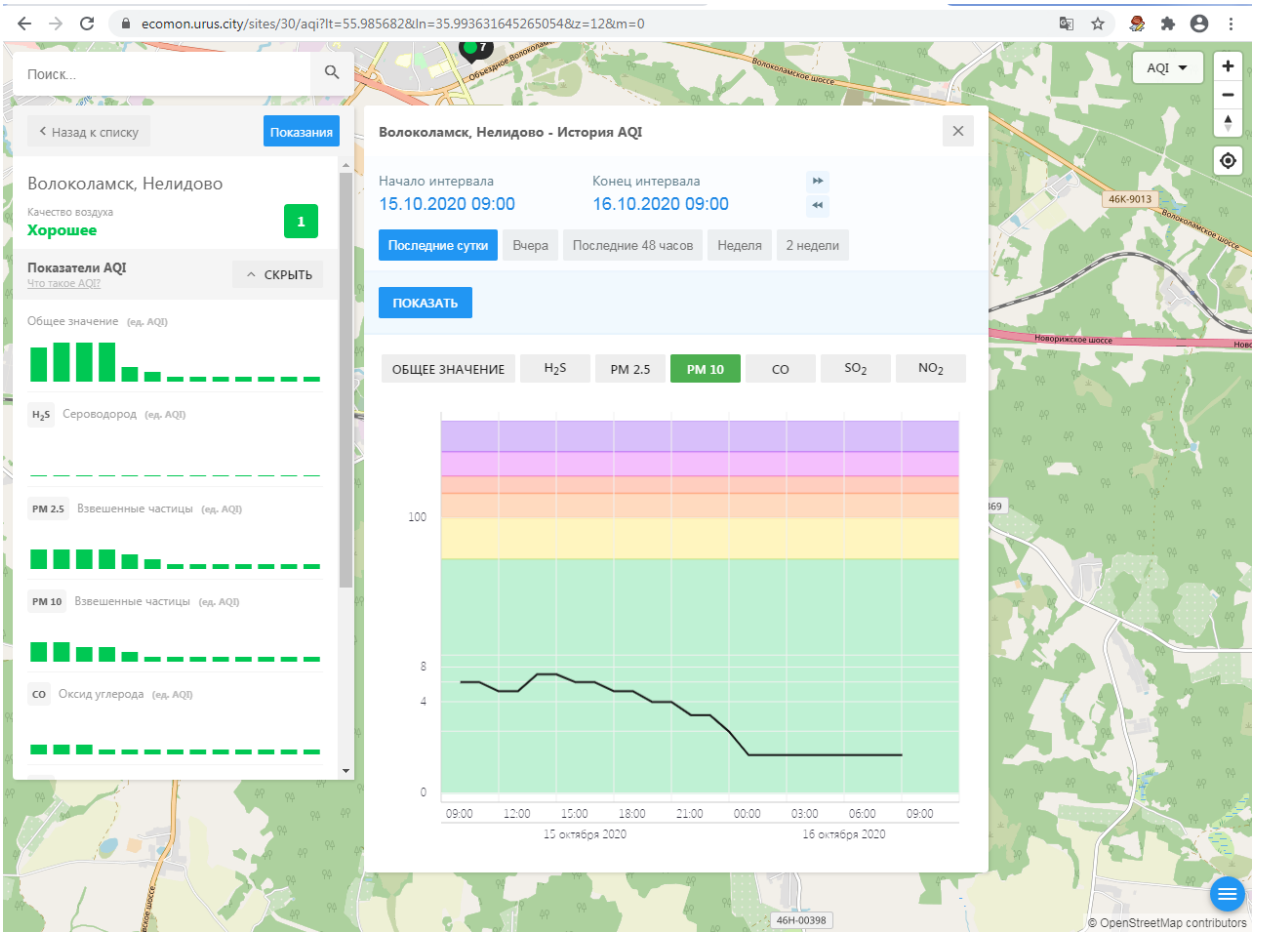 ecomon.urus.city/sites/30/aqi?lt=55.985682&ln=35.993631645265054&z=12&m=0
7
Объездное Волоколам
Волоколамское шоссе
Поиск...
AQI
Назад к списку
Показания
Волоколамск, Нелидово - История AQI
Волоколамск, Нелидово
Качество воздуха
Хорошее
1
Начало интервала
Конец интервала
15.10.2020 09:00
16.10.2020 09:00
46К-9013
Волоколамское шоссе
Последние сутки
Вчера
Последние 48 часов
Неделя
2 недели
Показатели AQI
Что такое AQI?
СКРЫТЬ
ПОКАЗАТЬ
Общее значение (ед. AQI)
Новорижское шоссе
Ново
ОБЩЕЕ ЗНАЧЕНИЕ
H₂S
PM 2.5
PM 10
CO
SO₂
NO₂
H₂S Сероводород (ед. AQI)
PM 2.5 Взвешенные частицы (ед. AQI)
469
100
PM 10 Взвешенные частицы (ед. AQI)
CO Оксид углерода (ед. AQI)
8
4
0
09:00 12:00 15:00 18:00 21:00 00:00 03:00 06:00 09:00
15 октября 2020
16 октября 2020
46Н-00398
© OpenStreetMap contributors